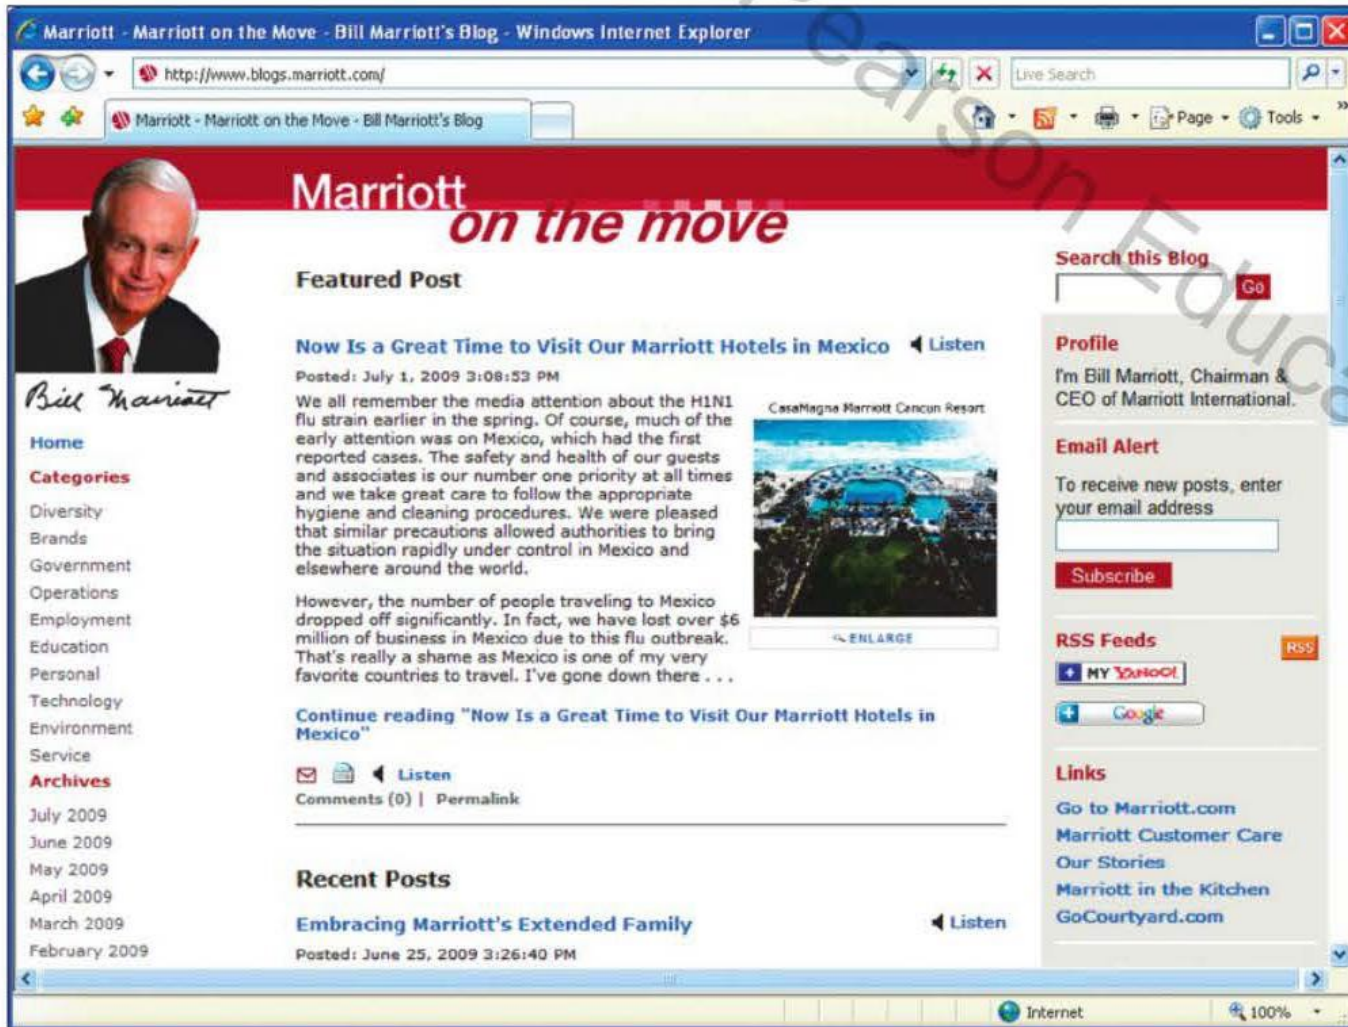 Marriott - Marriott on the Move - Bill Marriott's Blog - Windows Internet Explorer
http://www.blogs.marriott.com/
Live Search
Marriott - Marriott on the Move - Bill Marriott's Blog
Page
Tools
Pearson Educa
Marriott
on the move
Bill Marriott
Home
Categories
Diversity
Brands
Government
Operations
Employment
Education
Personal
Technology
Environment
Service
Archives
July 2009
June 2009
May 2009
April 2009
March 2009
February 2009
Featured Post
Now Is a Great Time to Visit Our Marriott Hotels in Mexico
Listen
Posted: July 1, 2009 3:08:53 PM
We all remember the media attention about the H1N1
flu strain earlier in the spring. Of course, much of the
early attention was on Mexico, which had the first
reported cases. The safety and health of our guests
and associates is our number one priority at all times
and we take great care to follow the appropriate
hygiene and cleaning procedures. We were pleased
that similar precautions allowed authorities to bring
the situation rapidly under control in Mexico and
elsewhere around the world.
CasaMagna Marriott Cancun Resort
ENLARGE
However, the number of people traveling to Mexico
dropped off significantly. In fact, we have lost over $6
million of business in Mexico due to this flu outbreak.
That's really a shame as Mexico is one of my very
favorite countries to travel. I've gone down there . . .
Continue reading "Now Is a Great Time to Visit Our Marriott Hotels in
Mexico"
Listen
Comments (0) | Permalink
Recent Posts
Embracing Marriott's Extended Family
Listen
Posted: June 25, 2009 3:26:40 PM
Search this Blog
Go
Profile
I'm Bill Marriott, Chairman &
CEO of Marriott International.
Email Alert
To receive new posts, enter
your email address
Subscribe
RSS Feeds
RSS
MY YAHOO!
Google
Links
Go to Marriott.com
Marriott Customer Care
Our Stories
Marriott in the Kitchen
GoCourtyard.com
Internet
100%